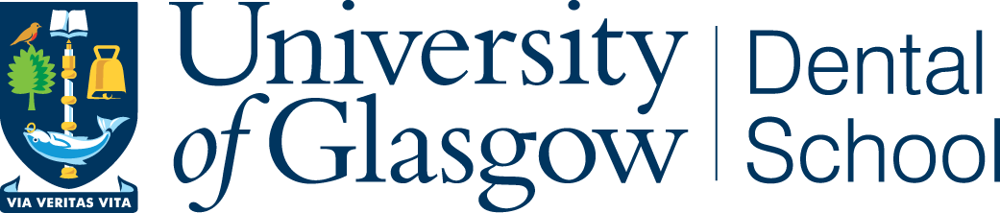 University
of Glasgow
Dental
School
VIA VERITAS VITA